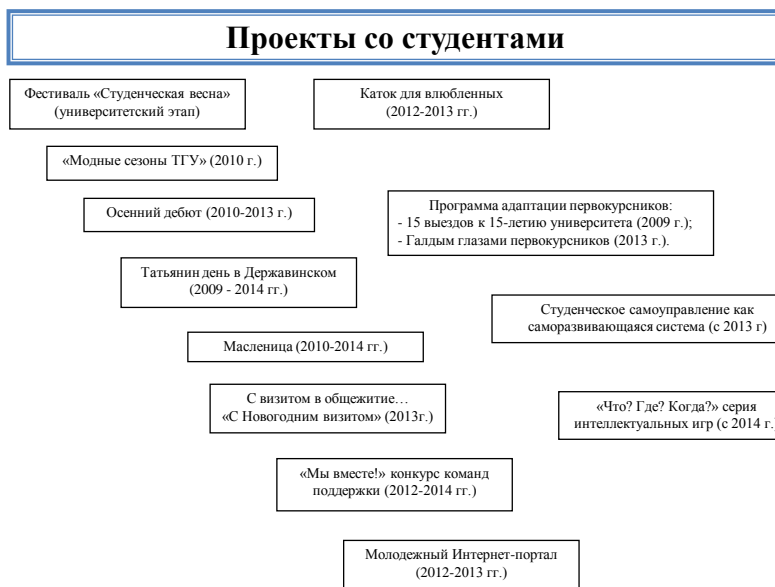 Проекты со студентами
Фестиваль «Студенческая весна»
(университетский этап)
Каток для влюбленных
(2012-2013 гг.)
«Модные сезоны ТГУ» (2010 г.)
Осенний дебют (2010-2013 г.)
Программа адаптации первокурсников:
- 15 выездов к 15-летию университета (2009 г.);
- Галдым глазами первокурсников (2013 г.).
Татьянин день в Державинском
(2009 - 2014 гг.)
Студенческое самоуправление как
саморазвивающаяся система (с 2013 г)
Масленица (2010-2014 гг.)
С визитом в общежитие…
«С Новогодним визитом» (2013г.)
«Что? Где? Когда?» серия
интеллектуальных игр (с 2014 г.)
«Мы вместе!» конкурс команд
поддержки (2012-2014 гг.)
Молодежный Интернет-портал
(2012-2013 гг.)